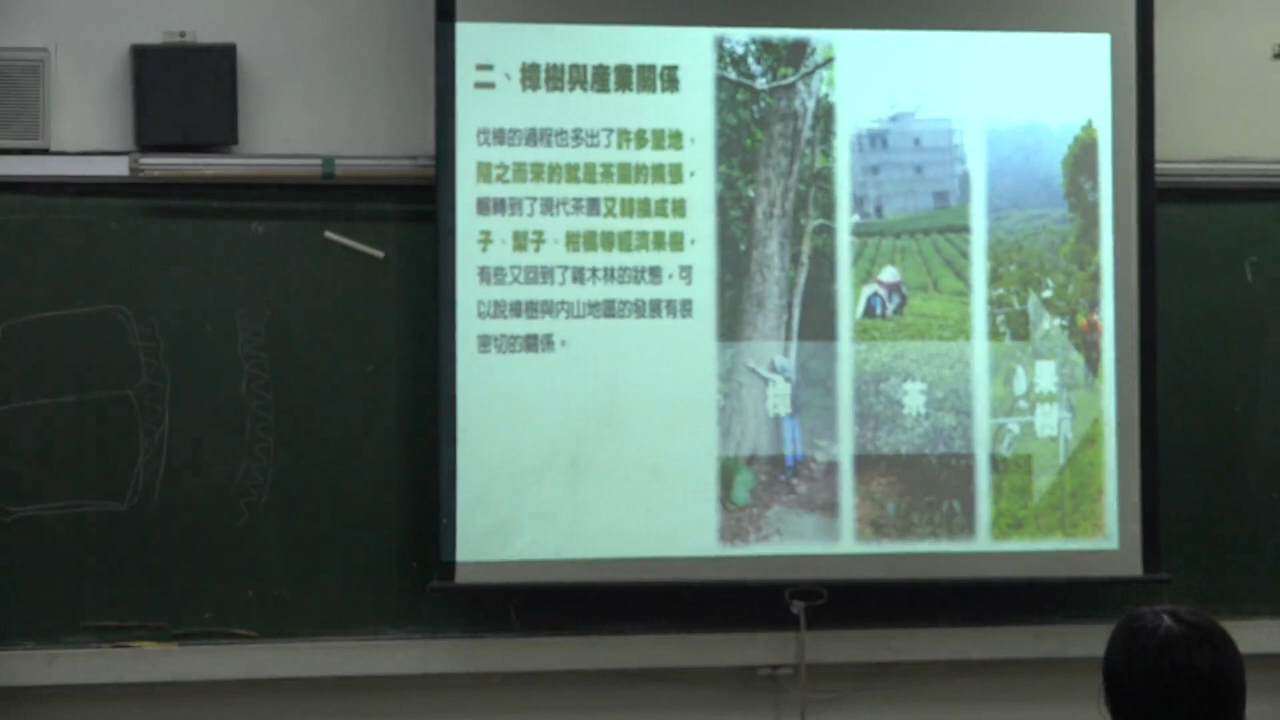 二、樟樹與產業關係
伐樟的過程也多出了許多墾地，
隨之而來的就是茶園的擴張，
輾轉到了現代茶園又轉換成橘
子、梨子、柑橘等經濟果樹，
有些又回到了雜木林的狀態，可
以說樟樹與內山地區的發展有很
密切的關係。
樟
茶
果
樹